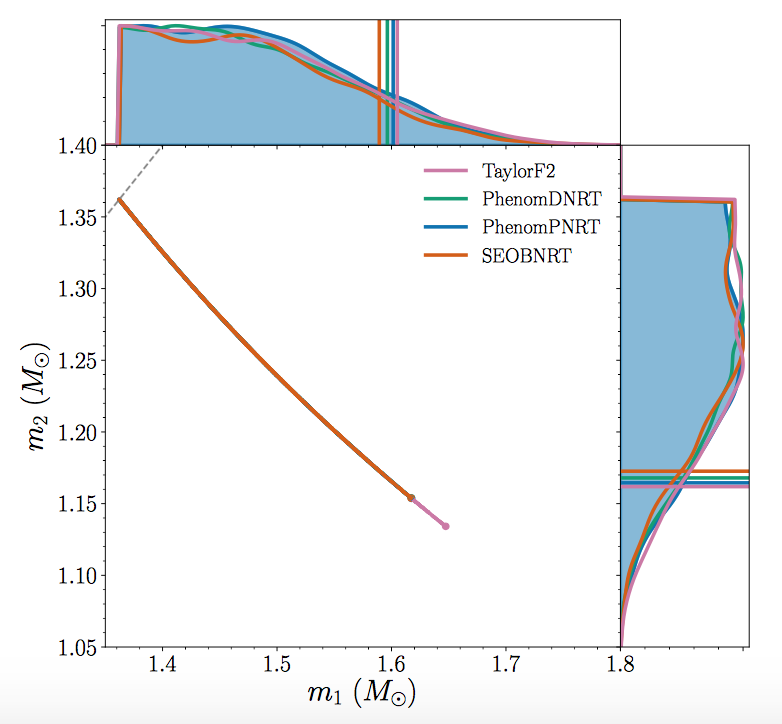 1.40
1.35
1.30
1.25
1.20
1.15
1.10
1.05
m₂ (M⊙)
TaylorF2
PhenomDNRT
PhenomPNRT
SEOBNRT
1.4 1.5 1.6 1.7 1.8
m₁ (M⊙)